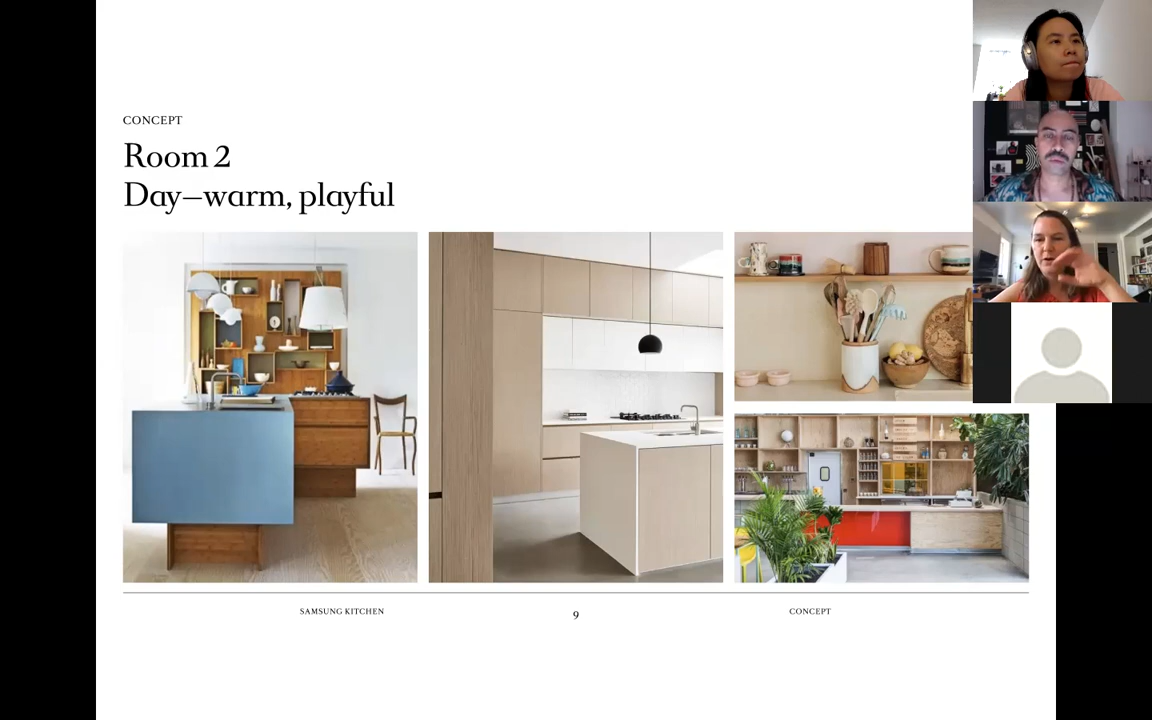 CONCEPT
Room 2
Day—warm, playful
SAMSUNG KITCHEN
9
CONCEPT